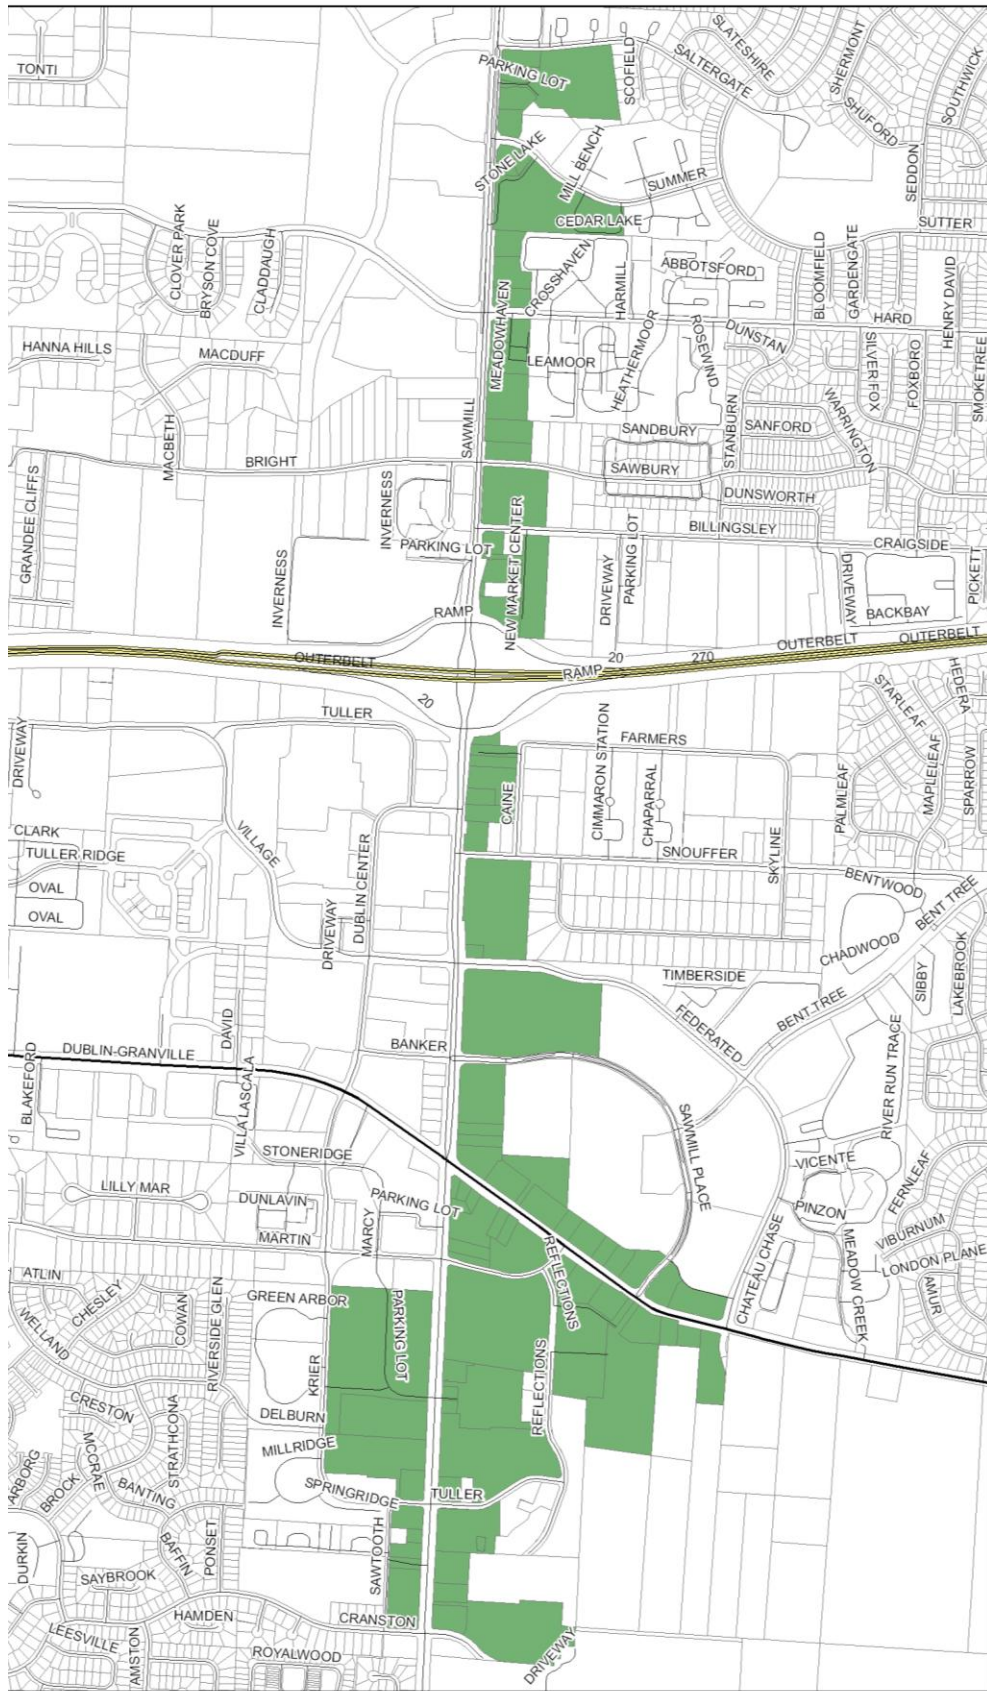 TONTI
PARKING LOT
SCOFIELD
SALTERGATE
SLATESHIRE
SHERMONT
SHUFORD
SOUTHWICK
SEDDON
STONE LAKE
MILL BENCH
SUMMER
CEDAR LAKE
SUTTER
CLOVER PARK
BRYSON COVE
CLADDAUGH
CROSSHAVEN
HARMILL
ABBOTSFORD
BLOOMFIELD
GARDENGATE
HENRY DAVID
HARD
MEADOWHAVEN
HANNA HILLS
MACDUFF
LEAMOOR
HEATHERMOOR
ROSEWIND
DUNSTAN
SILVER FOX
FOXBORO
SMOKETREE
MACBETH
SAWMILL
SANDBURY
STANBURN
SANFORD
WARRINGTON
BRIGHT
SAWBURY
DUNSWORTH
GRANDEE CLIFFS
INVERNESS
NEW MARKET CENTER
BILLINGSLEY
CRAIGSIDE
PARKING LOT
INVERNESS
DRIVEWAY
PARKING LOT
DRIVEWAY
PICKETT
BACKBAY
RAMP
OUTERBELT
OUTERBELT
OUTERBELT
20
270
RAMP
20
TULLER
DRIVEWAY
FARMERS
STARLEAF
HEDERA
CIMMARON STATION
CHAPARRAL
CAINE
PALMLEAF
MAPLELEAF
SPARROW
CLARK
TULLER RIDGE
VILLAGE
DUBLIN CENTER
SNOUFFER
SKYLINE
BENTWOOD
OVAL
OVAL
DRIVEWAY
BENT TREE
CHADWOOD
TIMBERSIDE
SIBBY
LAKEBROOK
FEDERATED
BENT TREE
DAVID
BANKER
DUBLIN-GRANVILLE
BLAKEFORD
VILLA LASCALA
SAWMILL PLACE
RIVER RUN TRACE
STONERIDGE
VICENTE
LILLY MAR
DUNLAVIN
PARKING LOT
PINZON
FERNLEAF
MARTIN
MARCY
REFLECTIONS
VIBURNUM
CHATEAU CHASE
MEADOW CREEK
LONDON PLANE
ATLIN
CHESLEY
COWAN
RIVERSIDE GLEN
GREEN ARBOR
PARKING LOT
AMUR
WELLAND
KRIER
REFLECTIONS
CRESTON
STRATHCONA
DELBURN
MCCRAE
MILLRIDGE
ARBORG
BROCK
BANTING
SPRINGRIDGE
TULLER
DURKIN
BAFFIN
PONSET
SAWTOOTH
SAYBROOK
HAMDEN
CRANSTON
LEESVILLE
AMSTON
ROYALWOOD
DRIVEWAY